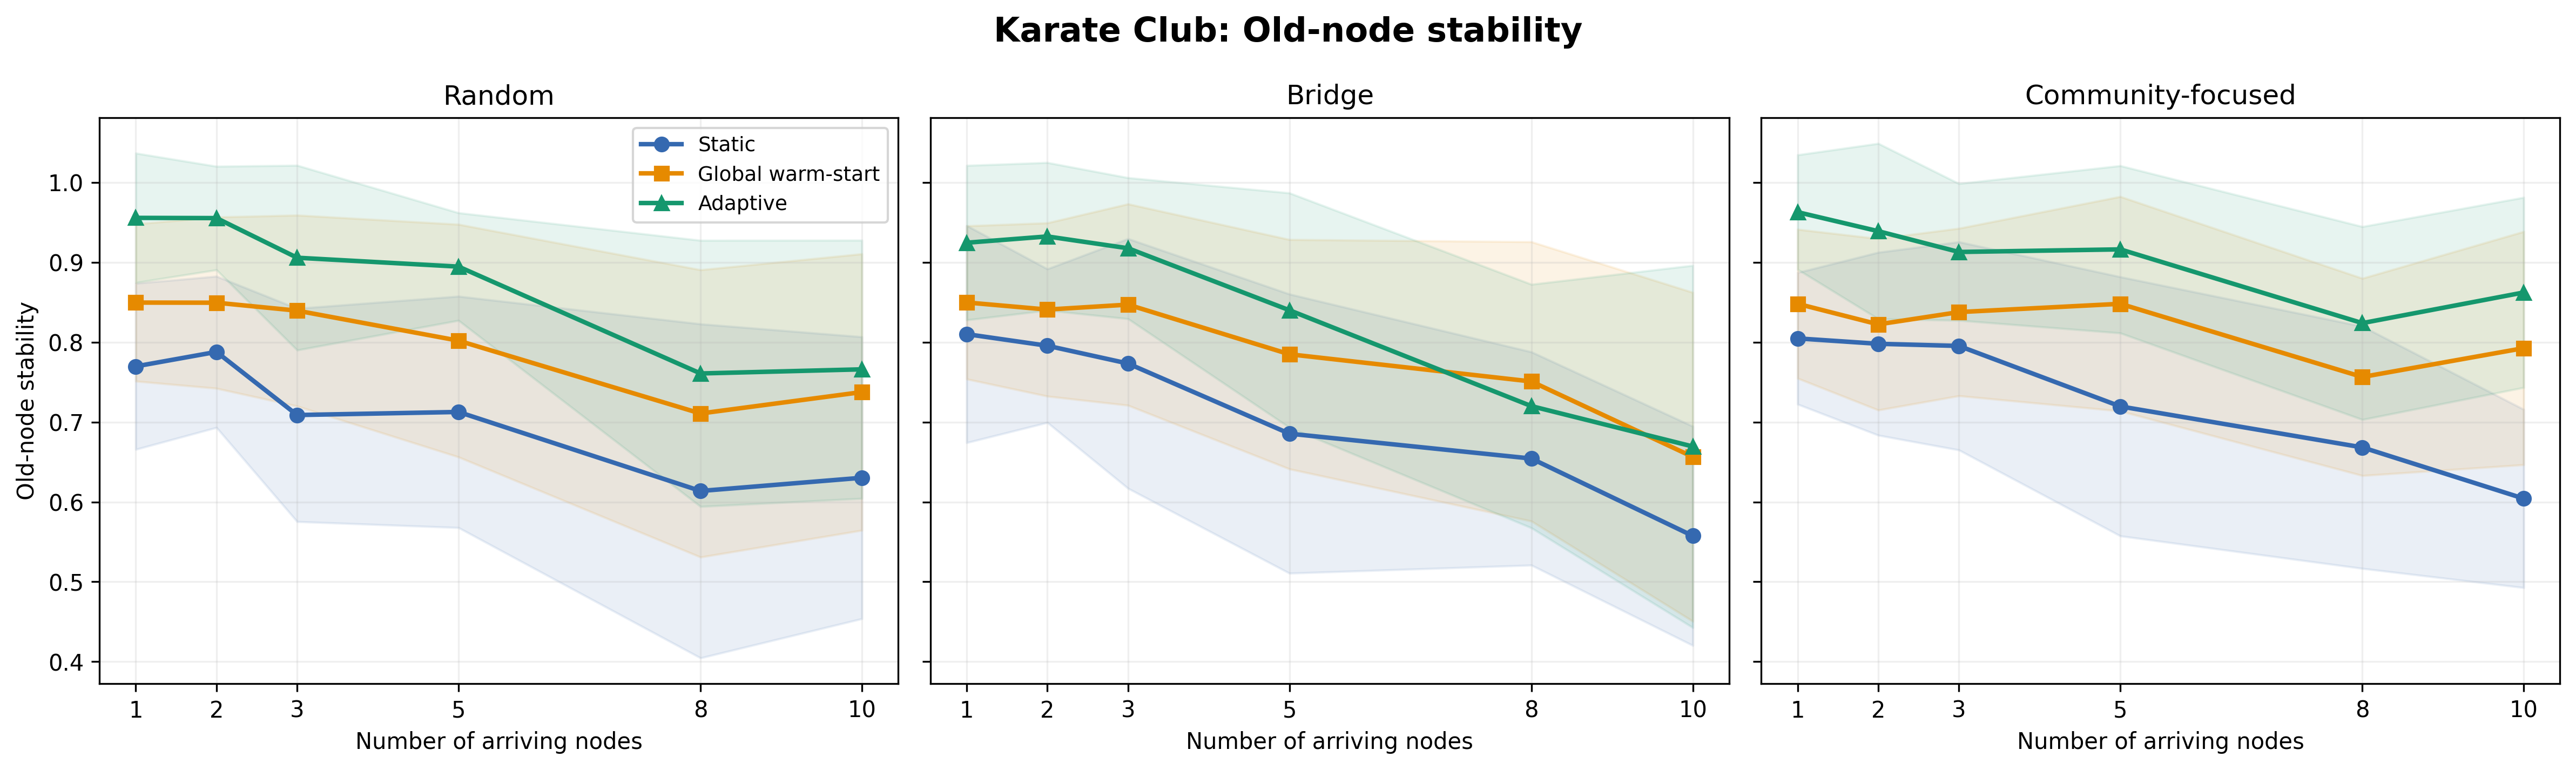 Karate Club: Old-node stability
Random
Bridge
Community-focused
Static
Global warm-start
Adaptive
Old-node stability
1.0
0.9
0.8
0.7
0.6
0.5
0.4
1 2 3 5 8 10
1 2 3 5 8 10
1 2 3 5 8 10
Number of arriving nodes
Number of arriving nodes
Number of arriving nodes